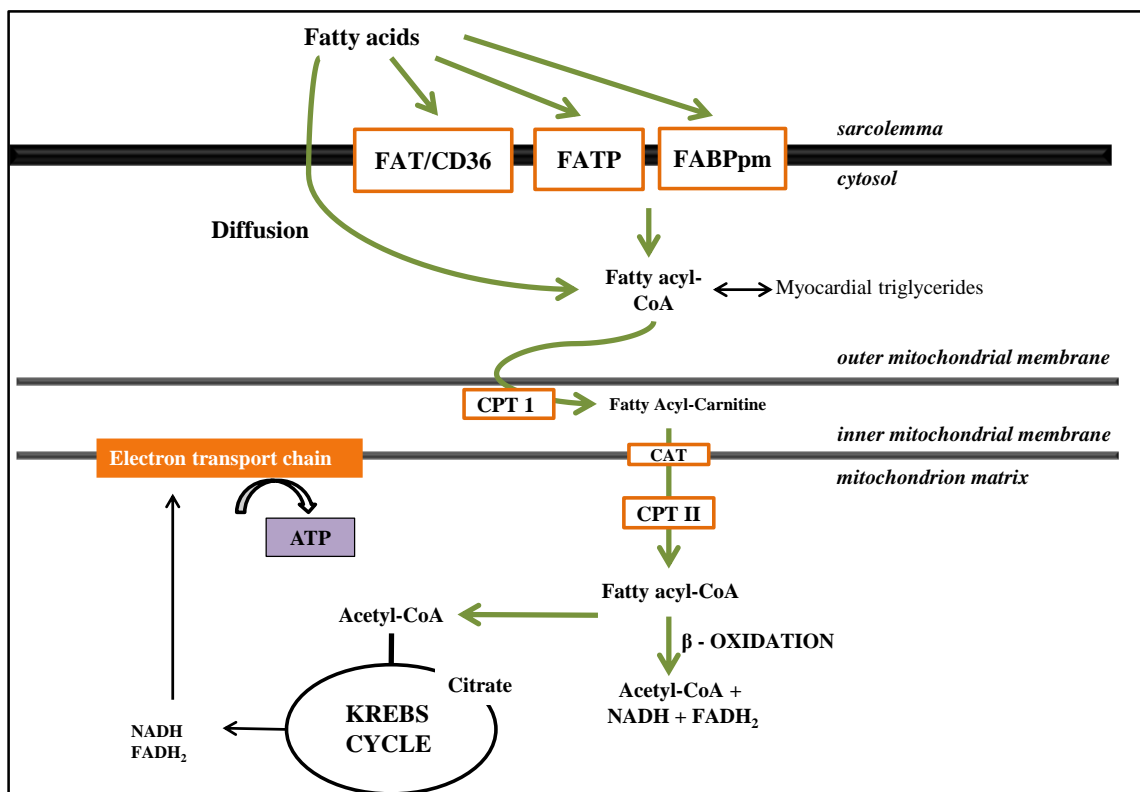 Fatty acids
sarcolemma
FAT/CD36
FATP
FABPpm
cytosol
Diffusion
Fatty acyl-
CoA
Myocardial triglycerides
outer mitochondrial membrane
CPT 1
Fatty Acyl-Carnitine
inner mitochondrial membrane
Electron transport chain
CAT
mitochondrion matrix
CPT II
ATP
Fatty acyl-CoA
Acetyl-CoA
β - OXIDATION
Citrate
Acetyl-CoA +
NADH + FADH₂
KREBS
CYCLE
NADH
FADH₂